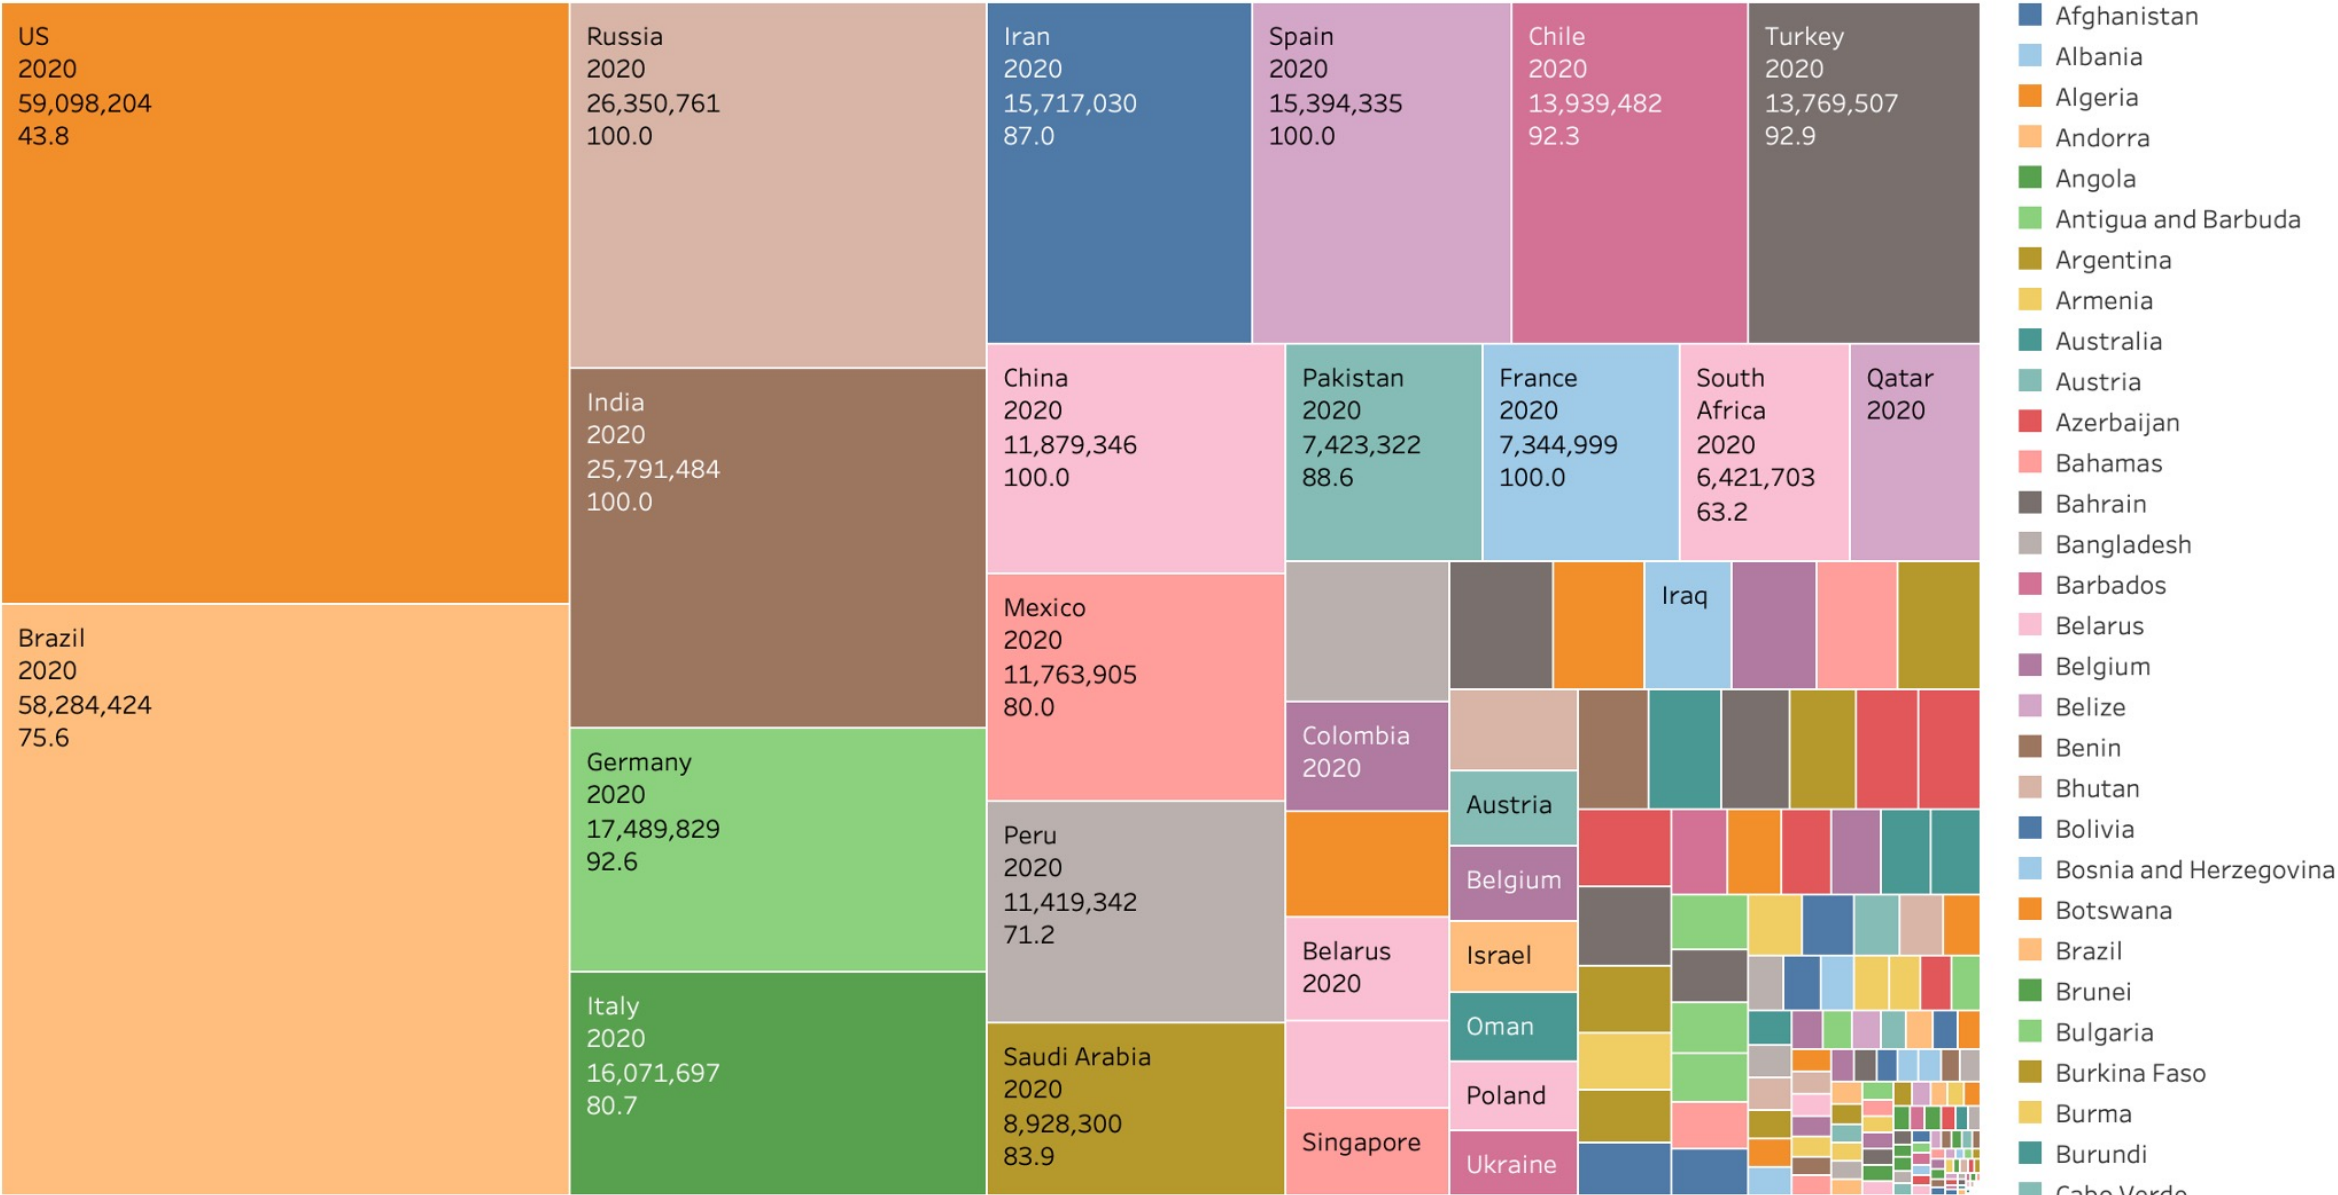 US
2020
59,098,204
43.8
Brazil
2020
58,284,424
75.6
Russia
2020
26,350,761
100.0
India
2020
25,791,484
100.0
Germany
2020
17,489,829
92.6
Italy
2020
16,071,697
80.7
Iran
2020
15,717,030
87.0
Spain
2020
15,394,335
100.0
Chile
2020
13,939,482
92.3
Turkey
2020
13,769,507
92.9
China
2020
11,879,346
100.0
Mexico
2020
11,763,905
80.0
Peru
2020
11,419,342
71.2
Saudi Arabia
2020
8,928,300
83.9
Pakistan
2020
7,423,322
88.6
France
2020
7,344,999
100.0
South
Africa
2020
6,421,703
63.2
Qatar
2020
Colombia
2020
Belarus
2020
Singapore
Iraq
Austria
Belgium
Israel
Oman
Poland
Ukraine
Afghanistan
Albania
Algeria
Andorra
Angola
Antigua and Barbuda
Argentina
Armenia
Australia
Austria
Azerbaijan
Bahamas
Bahrain
Bangladesh
Barbados
Belarus
Belgium
Belize
Benin
Bhutan
Bolivia
Bosnia and Herzegovina
Botswana
Brazil
Brunei
Bulgaria
Burkina Faso
Burma
Burundi
Cabo Verde